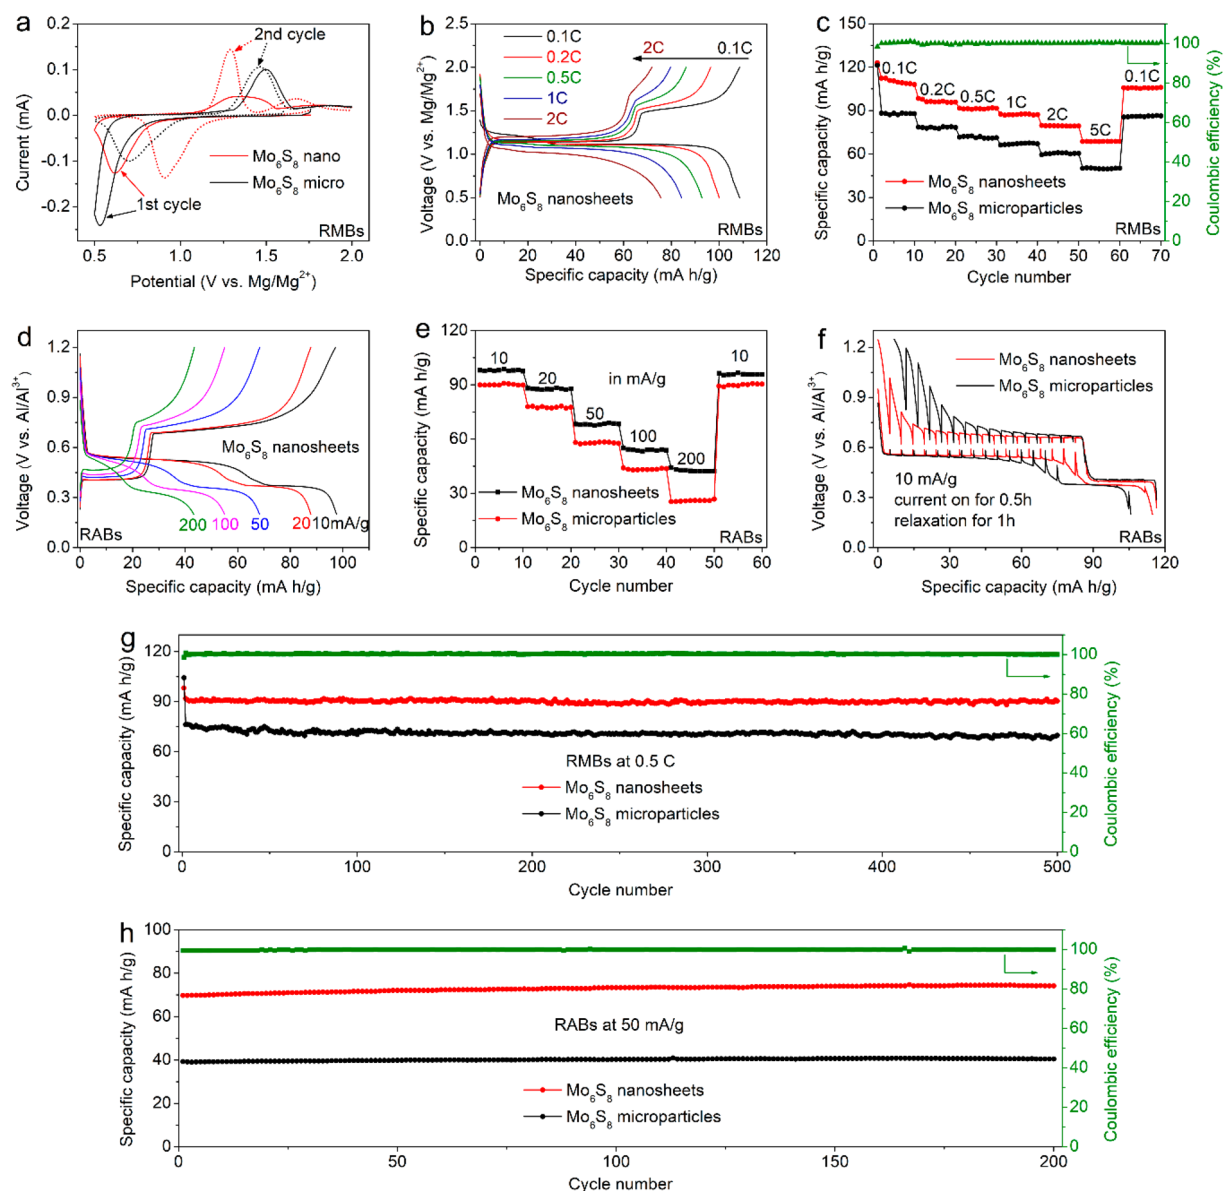 a
Current (mA)
0.2
0.1
0.0
-0.1
-0.2
2nd cycle
Mo6S8 nano
Mo6S8 micro
1st cycle
RMBs
0.5 1.0 1.5 2.0
Potential (V vs. Mg/Mg2+)
b
Voltage (V vs. Mg/Mg2+)
2.5
2.0
1.5
1.0
0.5
0.0
0.1C
0.2C
0.5C
1C
2C
2C 0.1C
Mo6S8 nanosheets
RMBs
0 20 40 60 80 100 120
Specific capacity (mA h/g)
c
Specific capacity (mA h/g)
150
120
90
60
30
0
0.1C 0.2C 0.5C 1C 2C 5C 0.1C
Mo6S8 nanosheets
Mo6S8 microparticles
RMBs
100
80
60
40
20
0
Coulombic efficiency (%)
0 10 20 30 40 50 60 70
Cycle number
d
Voltage (V vs. Al/Al3+)
1.2
0.9
0.6
0.3
0.0
Mo6S8 nanosheets
200 100 50 20 10mA/g
RABs
0 20 40 60 80 100
Specific capacity (mA h/g)
e
Specific capacity (mA h/g)
120
90
60
30
0
10 20 50 100 200 10
in mA/g
Mo6S8 nanosheets
Mo6S8 microparticles
RABs
0 10 20 30 40 50 60
Cycle number
f
Voltage (V vs. Al/Al3+)
1.2
0.9
0.6
0.3
0.0
Mo6S8 nanosheets
Mo6S8 microparticles
10 mA/g
current on for 0.5h
relaxation for 1h
RABs
0 30 60 90 120
Specific capacity (mA h/g)
g
Specific capacity (mA h/g)
120
90
60
30
0
RMBs at 0.5 C
Mo6S8 nanosheets
Mo6S8 microparticles
100
80
60
40
20
0
Coulombic efficiency (%)
0 100 200 300 400 500
Cycle number
h
Specific capacity (mA h/g)
100
80
60
40
20
0
RABs at 50 mA/g
Mo6S8 nanosheets
Mo6S8 microparticles
100
80
60
40
20
0
Coulombic efficiency (%)
0 50 100 150 200
Cycle number